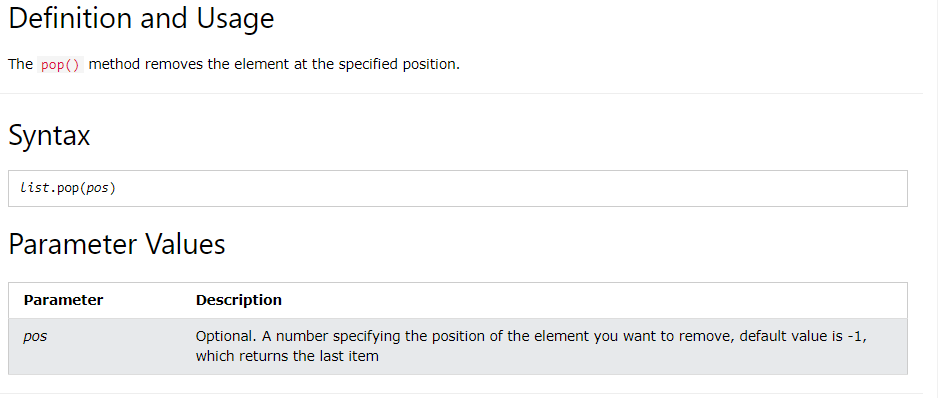 Definition and Usage
The pop() method removes the element at the specified position.
Syntax
list.pop(pos)
Parameter Values
Parameter Description
pos Optional. A number specifying the position of the element you want to remove, default value is -1,
which returns the last item